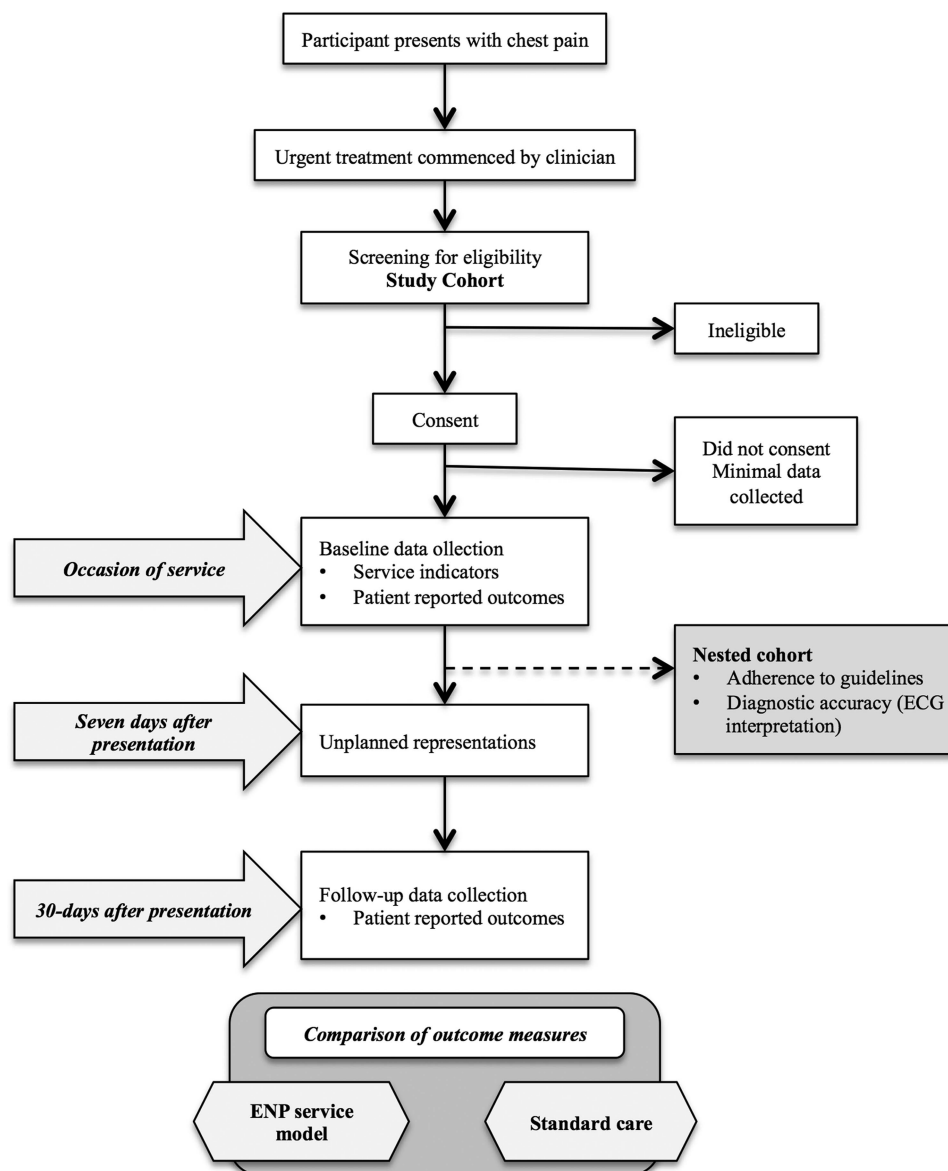 Participant presents with chest pain
Urgent treatment commenced by clinician
Screening for eligibility
Study Cohort
Ineligible
Consent
Did not consent
Minimal data
collected
Occasion of service
Baseline data ollection
• Service indicators
• Patient reported outcomes
Nested cohort
• Adherence to guidelines
• Diagnostic accuracy (ECG
interpretation)
Seven days after
presentation
Unplanned representations
30-days after presentation
Follow-up data collection
• Patient reported outcomes
Comparison of outcome measures
ENP service
model
Standard care